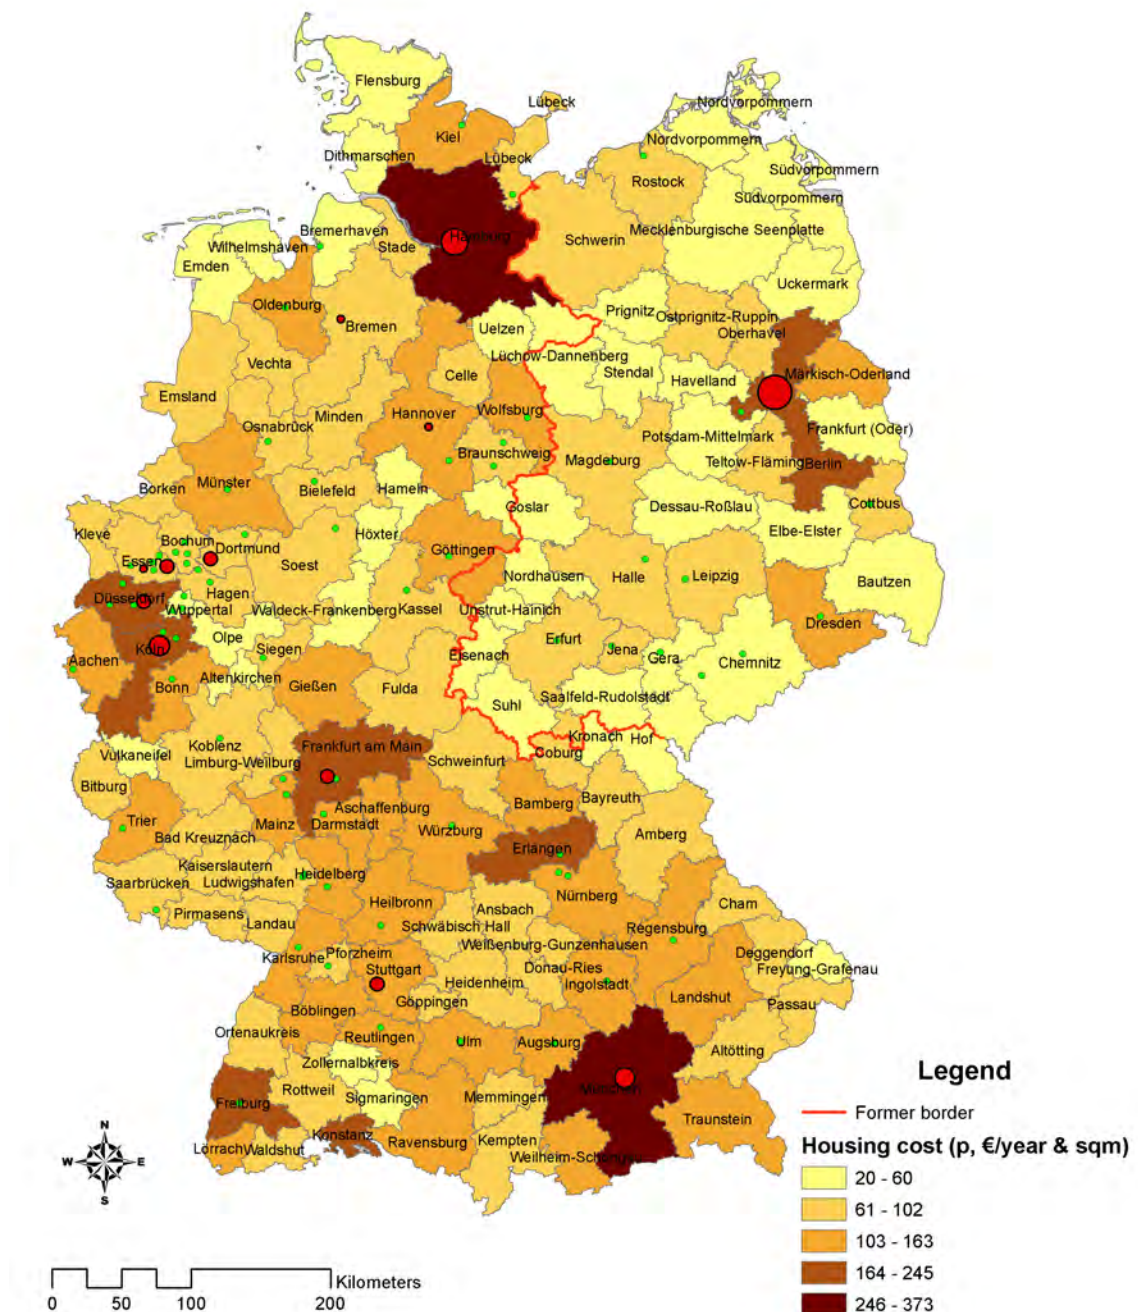 Flensburg
Nordvorpommern
Lübeck
Kiel
Nordvorpommern
Dithmarschen
Lübeck
Südvorpommern
Rostock
Südvorpommern
Bremerhaven
Hamburg
Mecklenburgische Seenplatte
Wilhelmshaven
Stade
Schwerin
Emden
Uckermark
Oldenburg
Prignitz
Ostprignitz-Ruppin
Bremen
Uelzen
Oberhavel
Vechta
Lüchow-Dannenberg
Stendal
Havelland
Märkisch-Oderland
Celle
Emsland
Minden
Hannover
Wolfsburg
Osnabrück
Potsdam-Mittelmark
Frankfurt (Oder)
Braunschweig
Magdeburg
Teltow-Fläming
Berlin
Borken
Münster
Bielefeld
Hameln
Goslar
Dessau-Roßlau
Cottbus
Kleve
Bochum
Dortmund
Höxter
Elbe-Elster
Essen
Soest
Göttingen
Nordhausen
Halle
Leipzig
Bautzen
Düsseldorf
Hagen
Wuppertal
Waldeck-Frankenberg
Kassel
Unstrut-Hainich
Dresden
Köln
Olpe
Siegen
Eisenach
Erfurt
Jena
Gera
Chemnitz
Aachen
Bonn
Altenkirchen
Gießen
Fulda
Suhl
Saalfeld-Rudolstadt
Vulkaneifel
Koblenz
Frankfurt am Main
Kronach
Hof
Limburg-Weilburg
Schweinfurt
Coburg
Bitburg
Bayreuth
Trier
Mainz
Aschaffenburg
Bamberg
Darmstadt
Würzburg
Bad Kreuznach
Amberg
Erlangen
Kaiserslautern
Heidelberg
Saarbrücken
Ludwigshafen
Nürnberg
Heilbronn
Pirmasens
Landau
Ansbach
Cham
Schwäbisch Hall
Regensburg
Weißenburg-Gunzenhausen
Karlsruhe
Pforzheim
Deggendorf
Stuttgart
Donau-Ries
Freyung-Grafenau
Heidenheim
Ingolstadt
Böblingen
Göppingen
Landshut
Passau
Ortenaukreis
Reutlingen
Ulm
Augsburg
Altötting
Zollernalbkreis
Rottweil
Sigmaringen
Memmingen
München
Freiburg
Traunstein
Konstanz
Lörrach
Waldshut
Ravensburg
Kempten
Weilheim-Schongau
N
W
E
S
Legend
Former border
Housing cost (p, €/year & sqm)
20 - 60
61 - 102
103 - 163
164 - 245
246 - 373
Kilometers
0 50 100 200